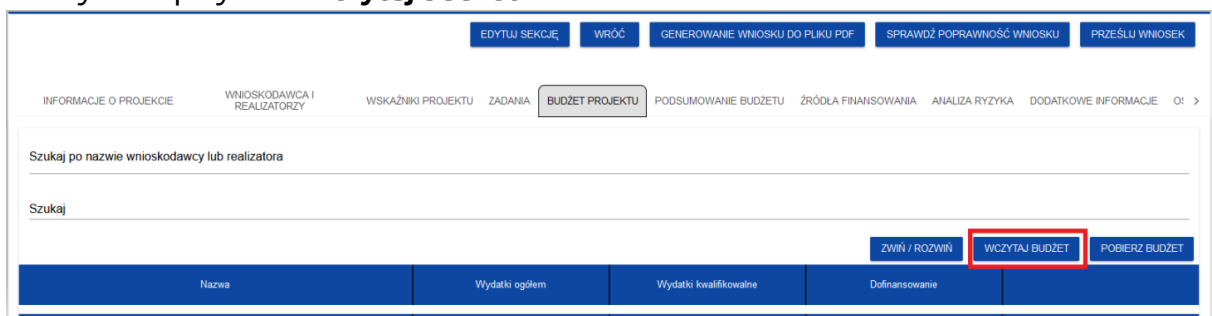 EDYTUJ SEKCJĘ WRÓĆ GENEROWANIE WNIOSKU DO PLIKU PDF SPRAWDŹ POPRAWNOŚĆ WNIOSKU PRZEŚLIJ WNIOSEK
INFORMACJE O PROJEKCIE WNIOSKODAWCA I REALIZATORZY WSKAŹNIKI PROJEKTU ZADANIA BUDŻET PROJEKTU PODSUMOWANIE BUDŻETU ŹRÓDŁA FINANSOWANIA ANALIZA RYZYKA DODATKOWE INFORMACJE
Szukaj po nazwie wnioskodawcy lub realizatora
Szukaj
ZWIŃ / ROZWIŃ WCZYTAJ BUDŻET POBIERZ BUDŻET
Nazwa Wydatki ogółem Wydatki kwalifikowalne Dofinansowanie